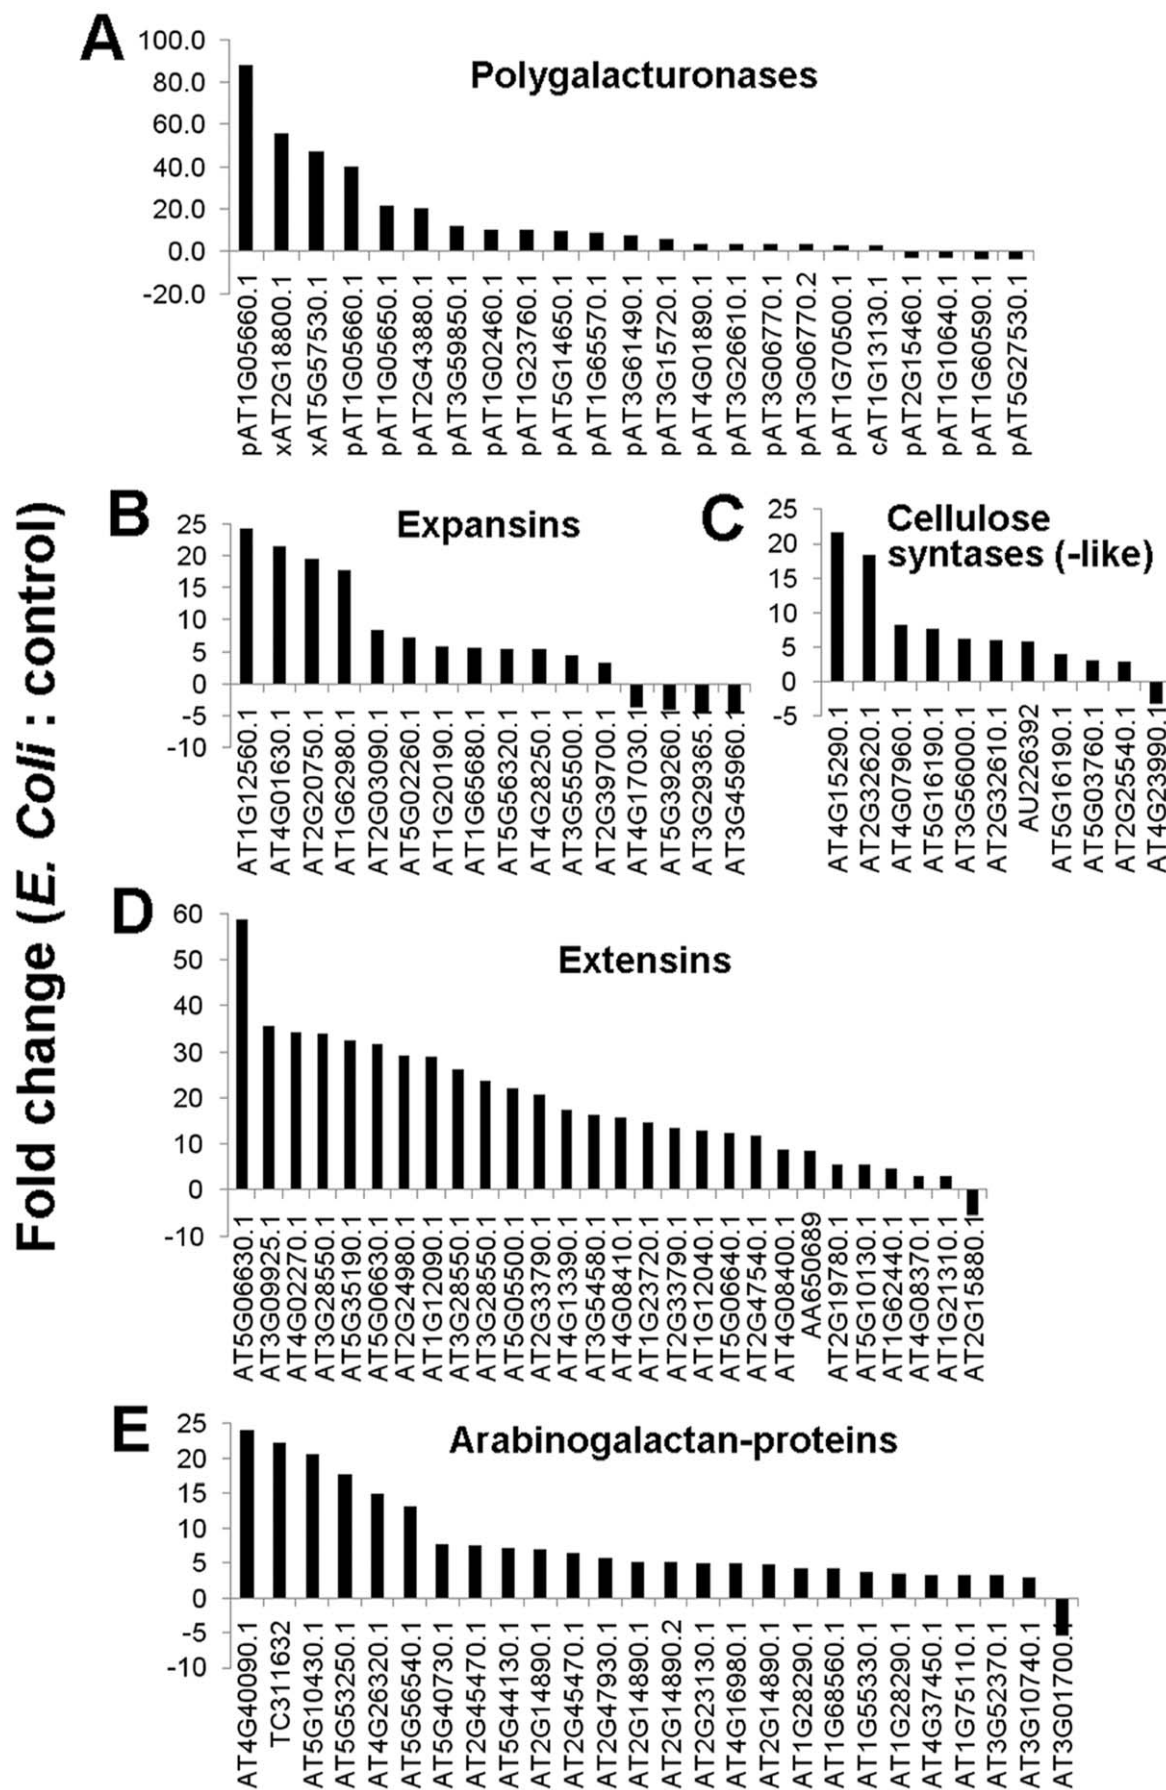 Fold change (E. Coli : control)
A
Polygalacturonases
100.0
80.0
60.0
40.0
20.0
0.0
-20.0
pAT1G05660.1
xAT2G18800.1
xAT5G57530.1
pAT1G05660.1
pAT1G05650.1
pAT2G43880.1
pAT3G59850.1
pAT1G02460.1
pAT1G23760.1
pAT5G14650.1
pAT1G65570.1
pAT3G61490.1
pAT3G15720.1
pAT4G01890.1
pAT3G26610.1
pAT3G06770.1
pAT3G06770.2
pAT1G70500.1
cAT1G13130.1
pAT2G15460.1
pAT1G10640.1
pAT1G60590.1
pAT5G27530.1
B
Expansins
25
20
15
10
5
0
-5
-10
AT1G12560.1
AT4G01630.1
AT2G20750.1
AT1G62980.1
AT2G03090.1
AT5G02260.1
AT1G20190.1
AT1G65680.1
AT5G56320.1
AT4G28250.1
AT3G55500.1
AT2G39700.1
AT4G17030.1
AT5G39260.1
AT3G29365.1
AT3G45960.1
C
Cellulose
syntases (-like)
25
20
15
10
5
0
-5
AT4G15290.1
AT2G32620.1
AT4G07960.1
AT5G16190.1
AT3G56000.1
AT2G32610.1
AU226392
AT5G16190.1
AT5G03760.1
AT2G25540.1
AT4G23990.1
D
Extensins
60
50
40
30
20
10
0
-10
AT5G06630.1
AT3G09925.1
AT4G02270.1
AT3G28550.1
AT5G35190.1
AT5G06630.1
AT2G24980.1
AT1G12090.1
AT3G28550.1
AT3G28550.1
AT5G05500.1
AT2G33790.1
AT4G13390.1
AT3G54580.1
AT4G08410.1
AT1G23720.1
AT2G33790.1
AT1G12040.1
AT5G06640.1
AT2G47540.1
AT4G08400.1
AA650689
AT2G19780.1
AT5G10130.1
AT1G62440.1
AT4G08370.1
AT1G21310.1
AT2G15880.1
E
Arabinogalactan-proteins
25
20
15
10
5
0
-5
-10
AT4G40090.1
TC311632
AT5G10430.1
AT5G53250.1
AT4G26320.1
AT5G56540.1
AT5G40730.1
AT2G45470.1
AT5G44130.1
AT2G14890.1
AT2G45470.1
AT2G47930.1
AT2G14890.1
AT2G14890.2
AT2G23130.1
AT4G16980.1
AT2G14890.1
AT1G28290.1
AT1G68560.1
AT1G55330.1
AT1G28290.1
AT4G37450.1
AT1G75110.1
AT3G52370.1
AT3G10740.1
AT3G01700.1